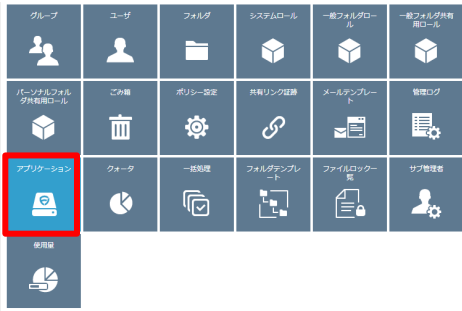 グループ
ユーザ
フォルダ
システムロール
一般フォルダロー
ル
一般フォルダ共有
用ロール
パーソナルフォル
ダ共有用ロール
ごみ箱
ポリシー設定
共有リンク証跡
メールテンプレー
ト
管理ログ
アプリケーション
クォータ
一括処理
フォルダテンプレ
ート
ファイルロック一
覧
サブ管理者
使用量